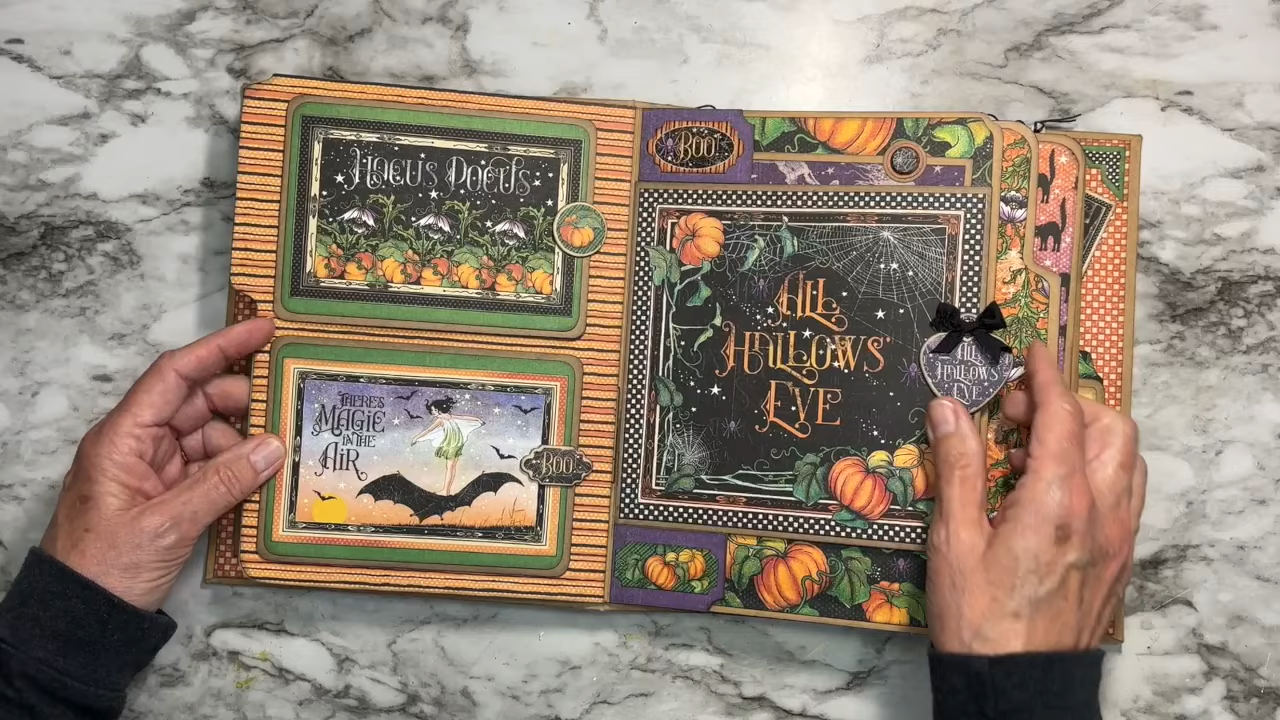 HOCUS POCUS
THERE'S
MAGIC
IN THE
AIR
BOO!
BOO!
ALL
HALLOWS'
EVE
ALL
HALLOWS
EVE